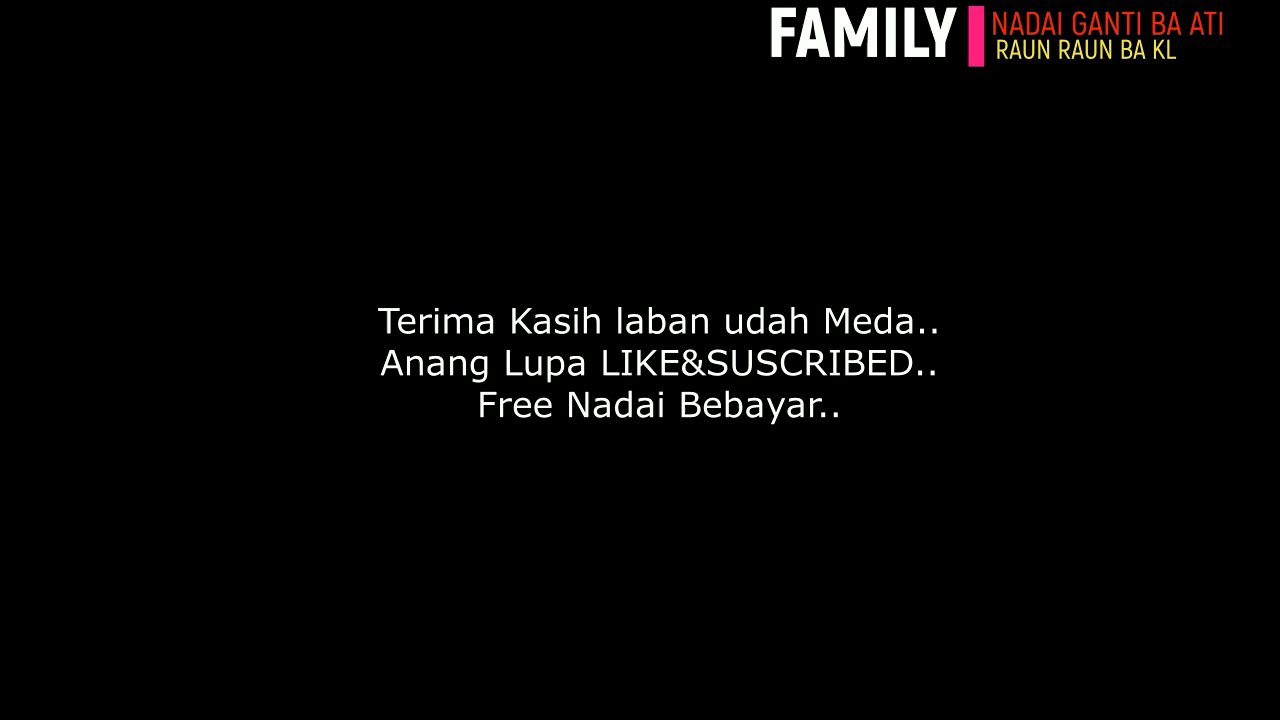 FAMILY
NADAI GANTI BA ATI
RAUN RAUN BA KL
Terima Kasih laban udah Meda..
Anang Lupa LIKE&SUSCRIBED..
Free Nadai Bebayar..